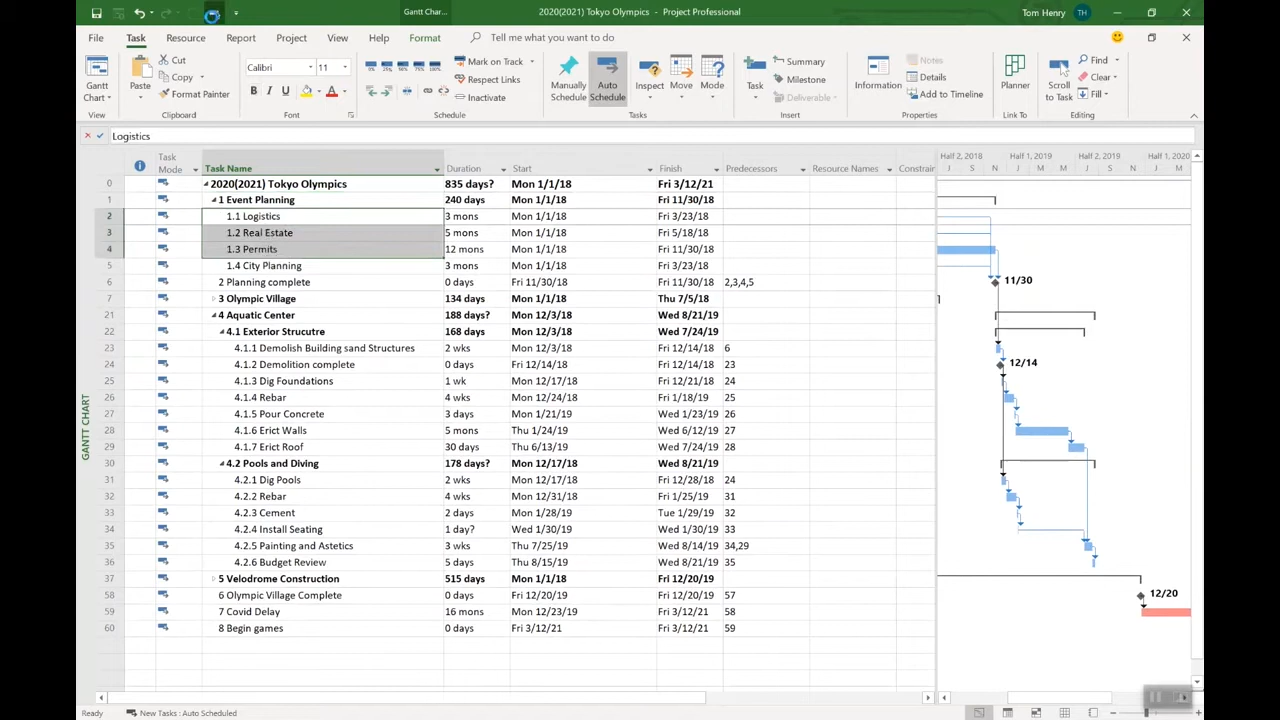 Gantt Char... 2020(2021) Tokyo Olympics - Project Professional Tom Henry TH
File Task Resource Report Project View Help Format Tell me what you want to do
Gantt Chart Paste Cut Copy Format Painter Calibri 11 B I U A
0% 25% 50% 75% 100% Mark on Track Respect Links Inactivate
Manually Schedule Auto Schedule Inspect Move Mode Task Summary Milestone Deliverable
Information Notes Details Add to Timeline Planner Scroll to Task Find Clear Fill
View Clipboard Font Schedule Tasks Insert Properties Link To Editing
Logistics
Task Mode Task Name Duration Start Finish Predecessors Resource Names Constrain
Half 2, 2018 Half 1, 2019 Half 2, 2019 Half 1, 2020
J S N J M M J S N J M
0 2020(2021) Tokyo Olympics 835 days? Mon 1/1/18 Fri 3/12/21
1 1 Event Planning 240 days Mon 1/1/18 Fri 11/30/18
2 1.1 Logistics 3 mons Mon 1/1/18 Fri 3/23/18
3 1.2 Real Estate 5 mons Mon 1/1/18 Fri 5/18/18
4 1.3 Permits 12 mons Mon 1/1/18 Fri 11/30/18
5 1.4 City Planning 3 mons Mon 1/1/18 Fri 3/23/18
6 2 Planning complete 0 days Fri 11/30/18 Fri 11/30/18 2,3,4,5 11/30
7 3 Olympic Village 134 days Mon 1/1/18 Thu 7/5/18
21 4 Aquatic Center 188 days? Mon 12/3/18 Wed 8/21/19
22 4.1 Exterior Strucutre 168 days Mon 12/3/18 Wed 7/24/19
23 4.1.1 Demolish Building sand Structures 2 wks Mon 12/3/18 Fri 12/14/18 6
24 4.1.2 Demolition complete 0 days Fri 12/14/18 Fri 12/14/18 23 12/14
25 4.1.3 Dig Foundations 1 wk Mon 12/17/18 Fri 12/21/18 24
26 4.1.4 Rebar 4 wks Mon 12/24/18 Fri 1/18/19 25
27 4.1.5 Pour Concrete 3 days Mon 1/21/19 Wed 1/23/19 26
28 4.1.6 Erict Walls 5 mons Thu 1/24/19 Wed 6/12/19 27
29 4.1.7 Erict Roof 30 days Thu 6/13/19 Wed 7/24/19 28
30 4.2 Pools and Diving 178 days? Mon 12/17/18 Wed 8/21/19
31 4.2.1 Dig Pools 2 wks Mon 12/17/18 Fri 12/28/18 24
32 4.2.2 Rebar 4 wks Mon 12/31/18 Fri 1/25/19 31
33 4.2.3 Cement 2 days Mon 1/28/19 Tue 1/29/19 32
34 4.2.4 Install Seating 1 day? Wed 1/30/19 Wed 1/30/19 33
35 4.2.5 Painting and Astetics 3 wks Thu 7/25/19 Wed 8/14/19 34,29
36 4.2.6 Budget Review 5 days Thu 8/15/19 Wed 8/21/19 35
37 5 Velodrome Construction 515 days Mon 1/1/18 Fri 12/20/19
58 6 Olympic Village Complete 0 days Fri 12/20/19 Fri 12/20/19 57 12/20
59 7 Covid Delay 16 mons Mon 12/23/19 Fri 3/12/21 58
60 8 Begin games 0 days Fri 3/12/21 Fri 3/12/21 59
GANTT CHART
Ready New Tasks : Auto Scheduled